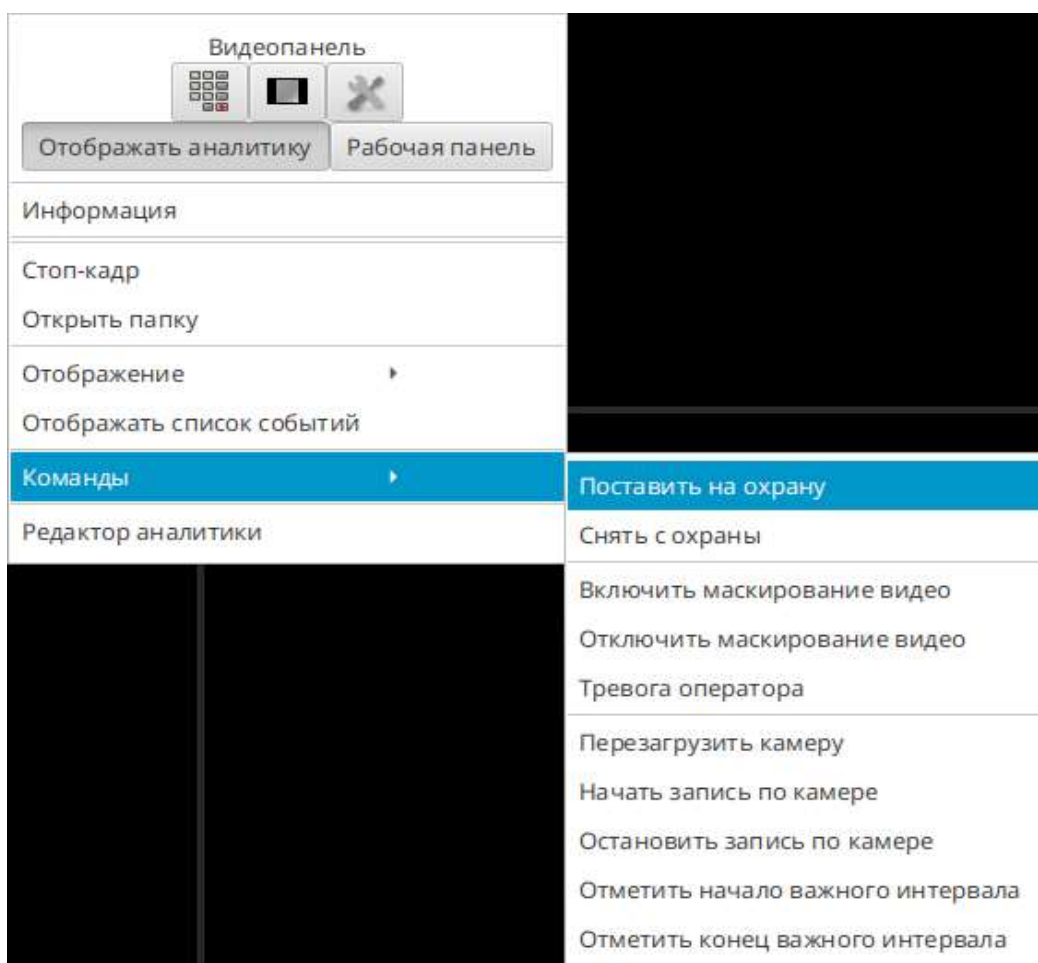 Видеопанель
Отображать аналитику Рабочая панель
Информация
Стоп-кадр
Открыть папку
Отображение
Отображать список событий
Команды
Редактор аналитики
Поставить на охрану
Снять с охраны
Включить маскирование видео
Отключить маскирование видео
Тревога оператора
Перезагрузить камеру
Начать запись по камере
Остановить запись по камере
Отметить начало важного интервала
Отметить конец важного интервала